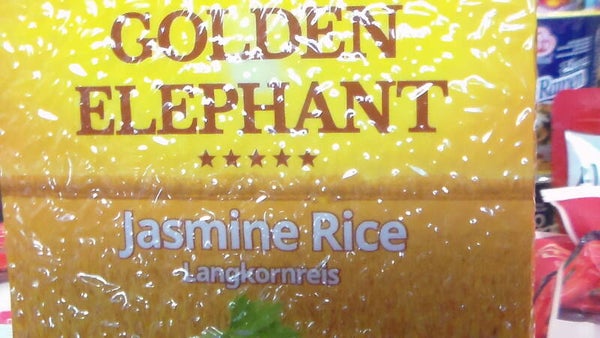 GOLDEN
ELEPHANT
Jasmine Rice
Langkornreis